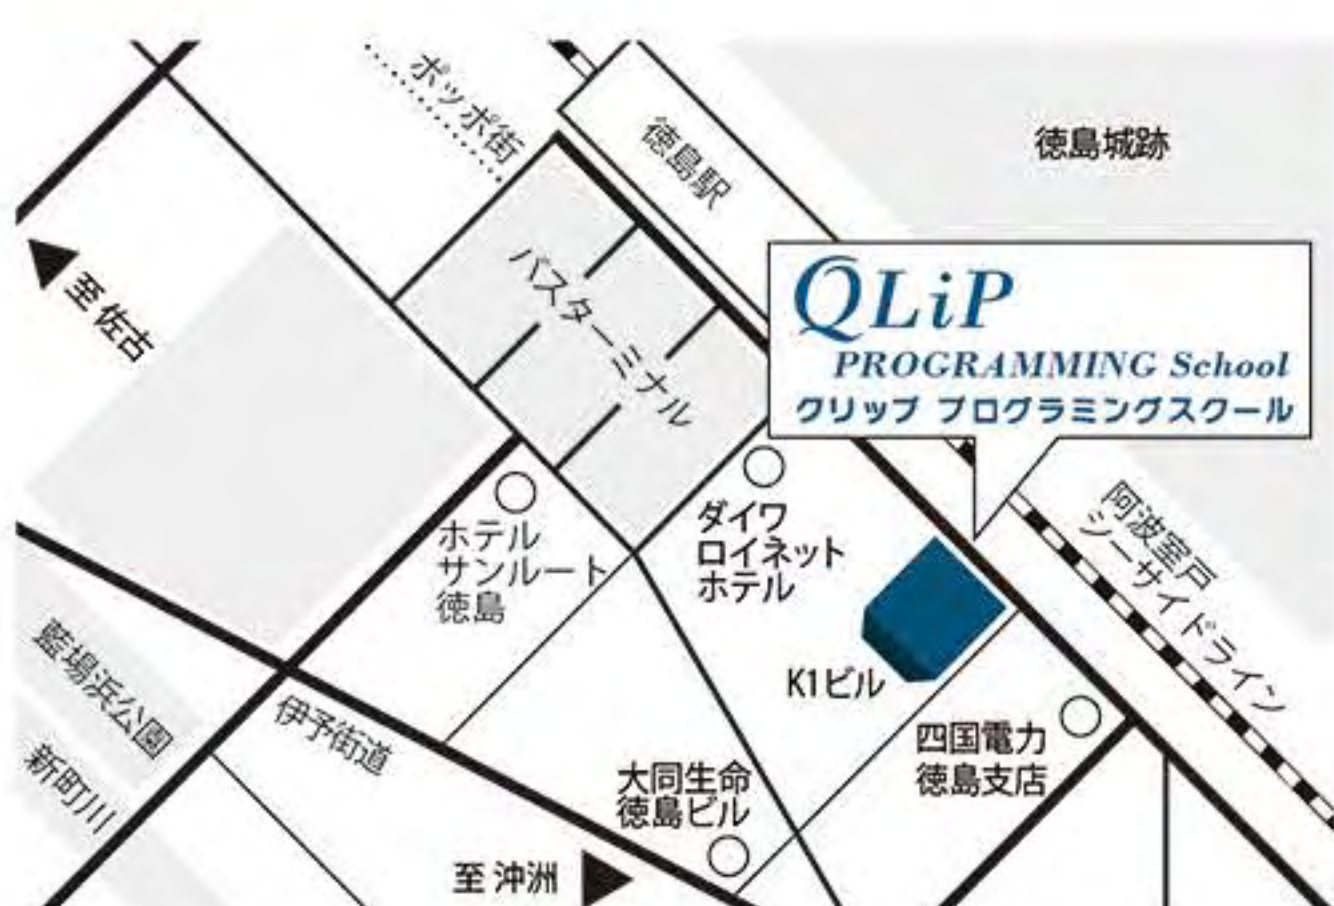 ポッポ街
徳島駅
徳島城跡
QLiP
PROGRAMMING School
クリップ プログラミングスクール
至 佐古
バスターミナル
ホテル
サンルート
徳島
ダイワ
ロイネット
ホテル
阿波室戸
シーサイドライン
K1ビル
藍場浜公園
新町川
伊予街道
四国電力
徳島支店
大同生命
徳島ビル
至 沖洲